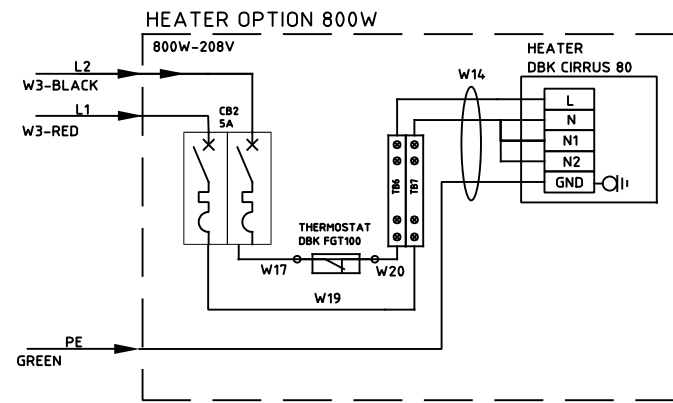 HEATER OPTION 800W
800W-208V
L2
W3-BLACK
L1
W3-RED
CB2
5A
HEATER
DBK CIRRUS 80
W14
L
N
N1
N2
GND
TB6
TB7
THERMOSTAT
DBK FGT100
W17
W20
W19
PE
GREEN